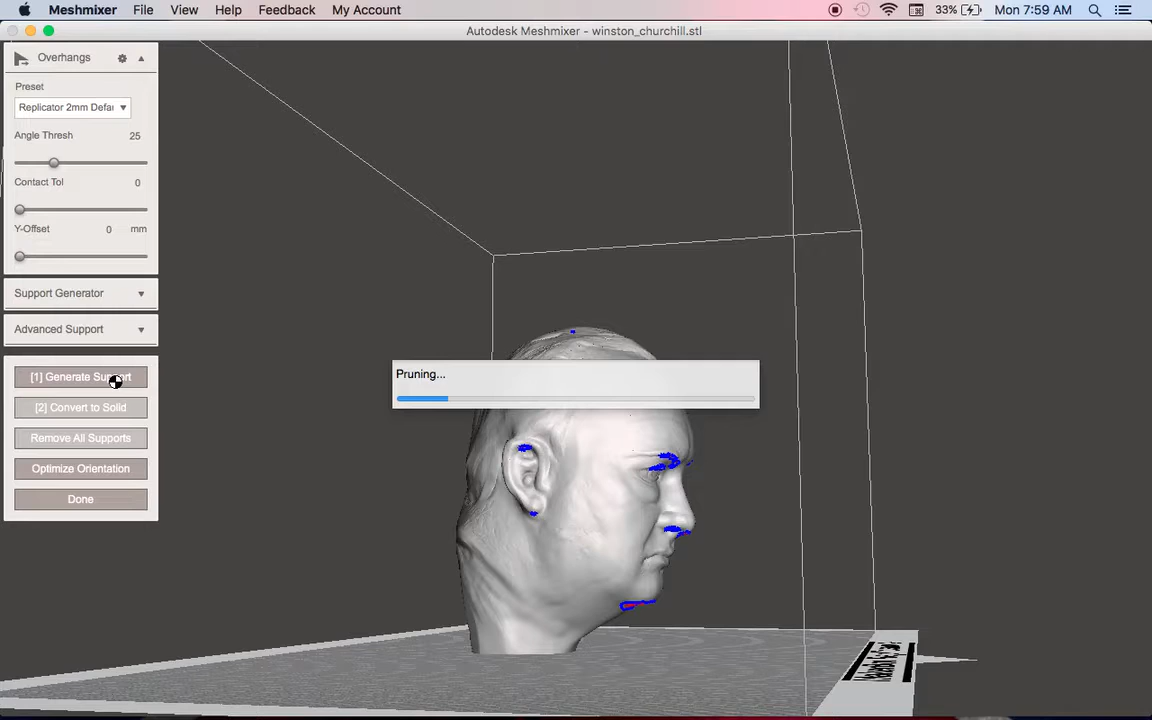 Meshmixer File View Help Feedback My Account 33% Mon 7:59 AM
Autodesk Meshmixer - winston_churchill.stl
Overhangs
Preset
Replicator 2mm Defau
Angle Thresh 25
Contact Tol 0
Y-Offset 0 mm
Support Generator
Advanced Support
[1] Generate Support
[2] Convert to Solid
Remove All Supports
Optimize Orientation
Done
Pruning...